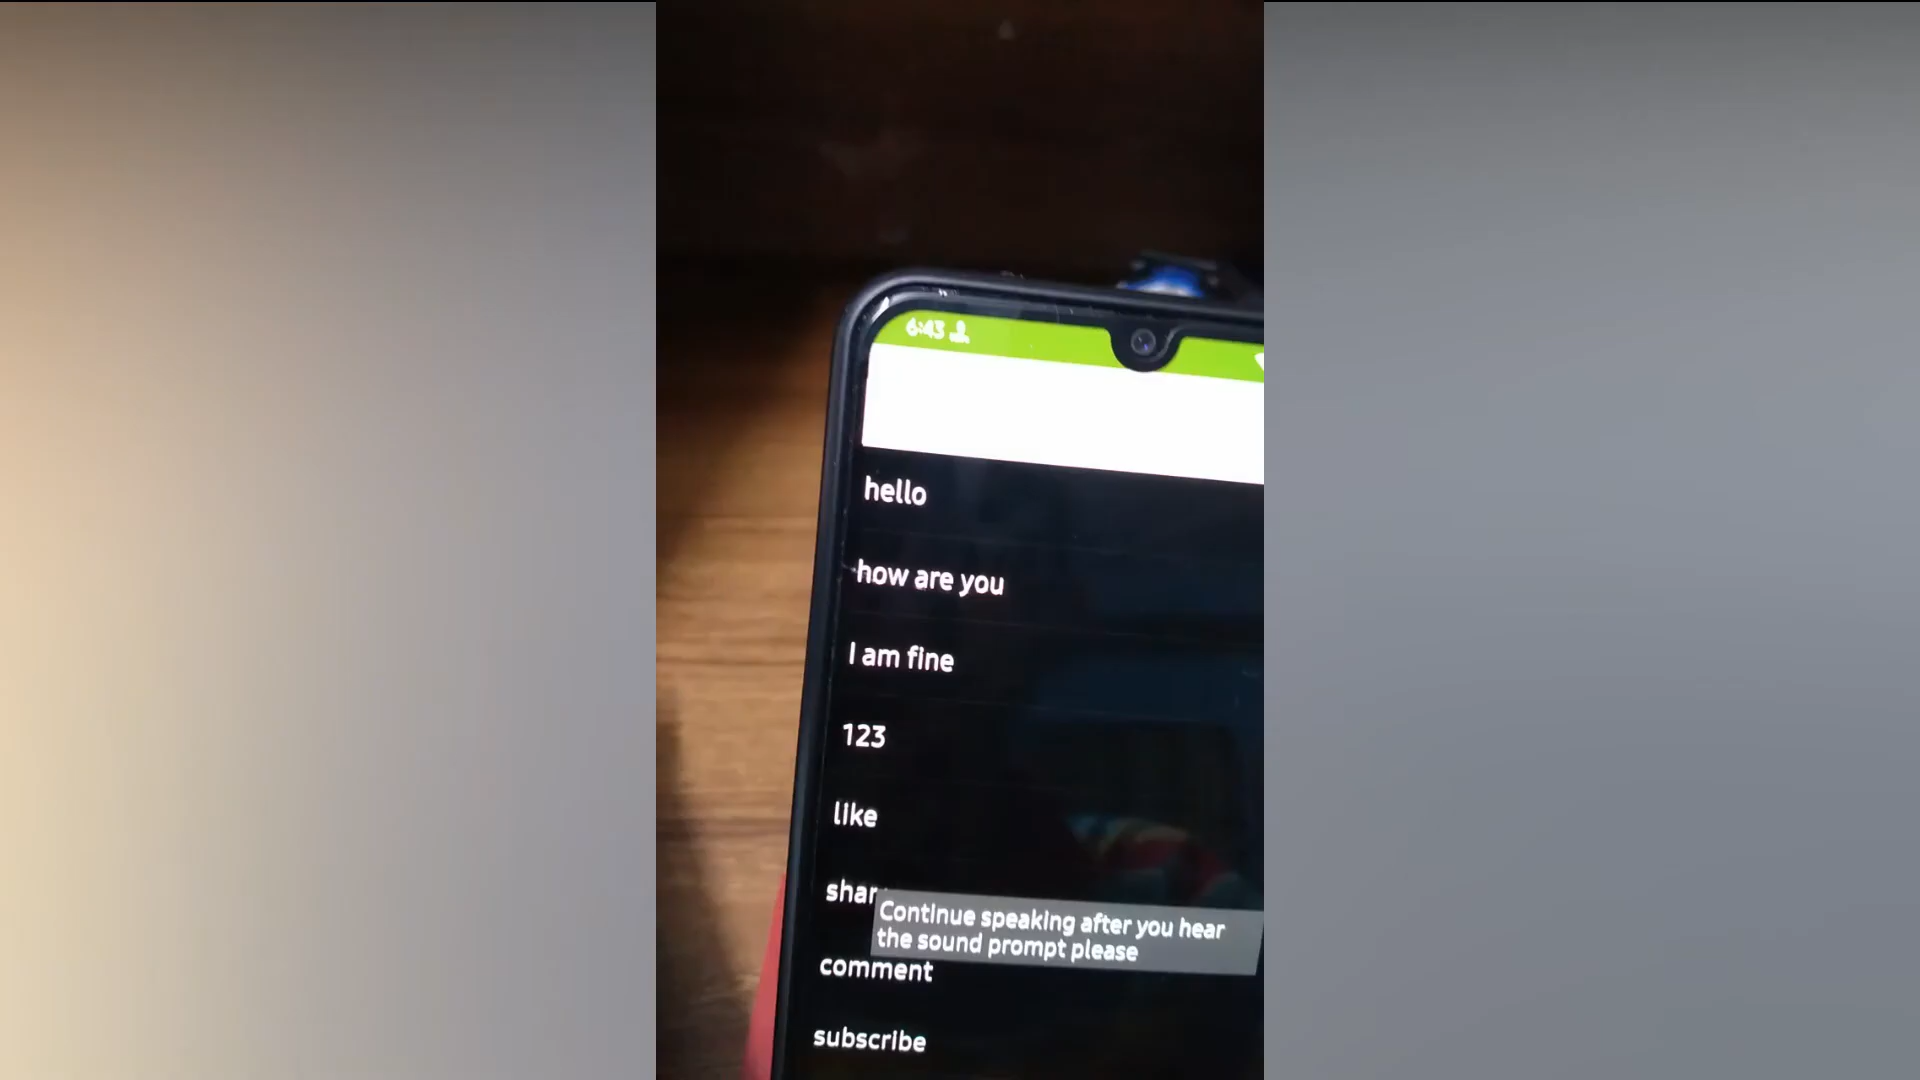 6:43
hello
how are you
I am fine
123
like
shar
Continue speaking after you hear
the sound prompt please
comment
subscribe